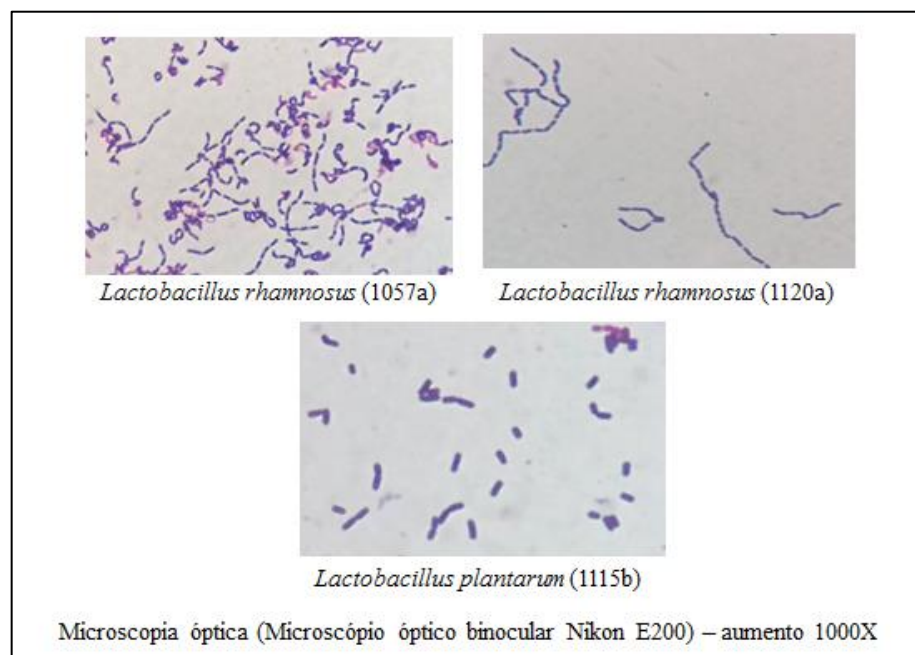 Lactobacillus rhamnosus (1057a)
Lactobacillus rhamnosus (1120a)
Lactobacillus plantarum (1115b)
Microscopia óptica (Microscópio óptico binocular Nikon E200) – aumento 1000X